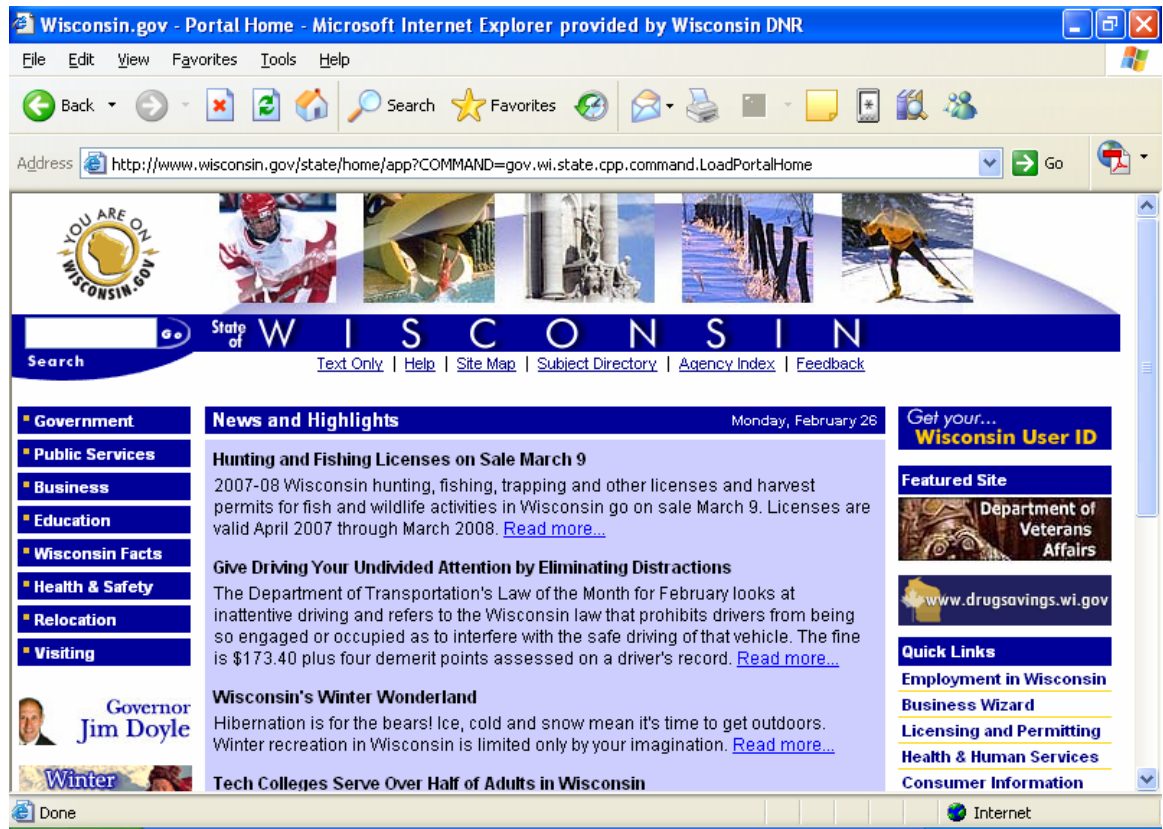 Wisconsin.gov - Portal Home - Microsoft Internet Explorer provided by Wisconsin DNR
File Edit View Favorites Tools Help
Back Search Favorites
Address http://www.wisconsin.gov/state/home/app?COMMAND=gov.wi.state.cpp.command.LoadPortalHome Go
YOU ARE ON
WISCONSIN.GOV
Go
Search
State of WISCONSIN
Text Only | Help | Site Map | Subject Directory | Agency Index | Feedback
Government
Public Services
Business
Education
Wisconsin Facts
Health & Safety
Relocation
Visiting
Governor
Jim Doyle
Winter
News and Highlights Monday, February 26
Hunting and Fishing Licenses on Sale March 9
2007-08 Wisconsin hunting, fishing, trapping and other licenses and harvest
permits for fish and wildlife activities in Wisconsin go on sale March 9. Licenses are
valid April 2007 through March 2008. Read more...
Give Driving Your Undivided Attention by Eliminating Distractions
The Department of Transportation's Law of the Month for February looks at
inattentive driving and refers to the Wisconsin law that prohibits drivers from being
so engaged or occupied as to interfere with the safe driving of that vehicle. The fine
is $173.40 plus four demerit points assessed on a driver's record. Read more...
Wisconsin's Winter Wonderland
Hibernation is for the bears! Ice, cold and snow mean it's time to get outdoors.
Winter recreation in Wisconsin is limited only by your imagination. Read more...
Tech Colleges Serve Over Half of Adults in Wisconsin
Get your...
Wisconsin User ID
Featured Site
Department of
Veterans
Affairs
www.drugsavings.wi.gov
Quick Links
Employment in Wisconsin
Business Wizard
Licensing and Permitting
Health & Human Services
Consumer Information
Done Internet